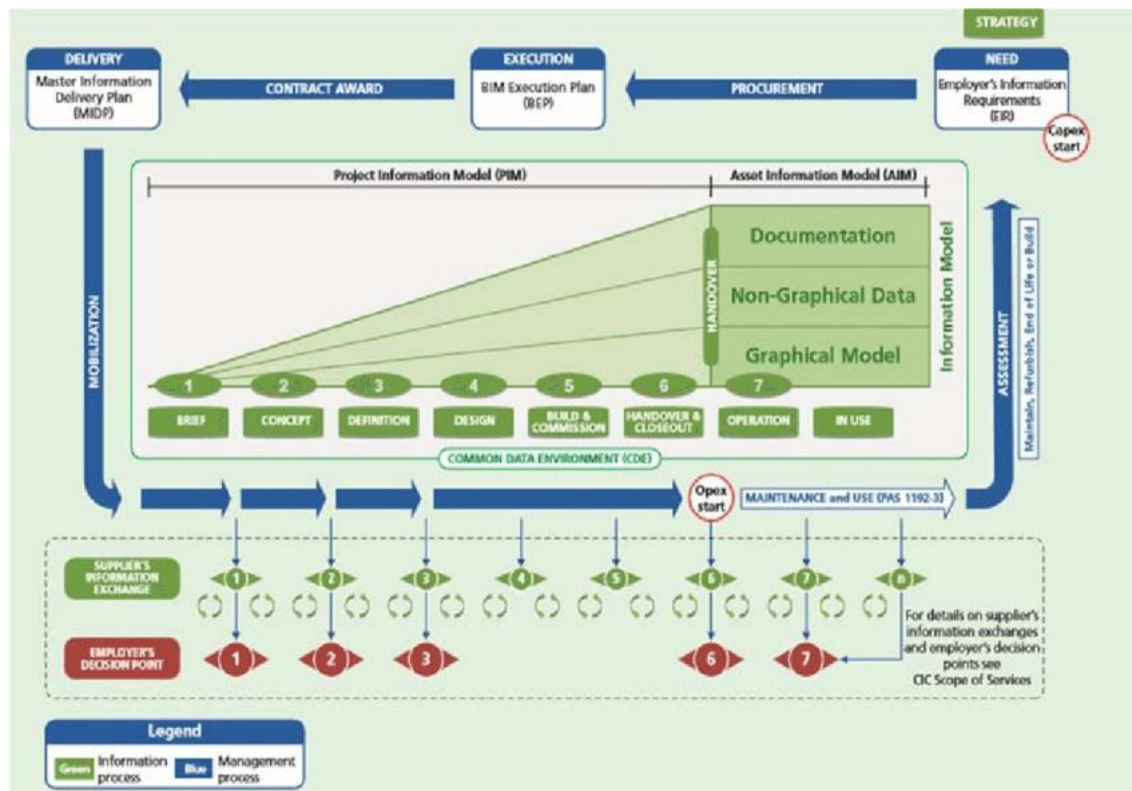 STRATEGY
DELIVERY
Master Information
Delivery Plan
(MIDP)
CONTRACT AWARD
EXECUTION
BIM Execution Plan
(BEP)
PROCUREMENT
NEED
Employer's Information
Requirements
(EIR)
Capex
start
Project Information Model (PIM)
Asset Information Model (AIM)
MOBILIZATION
HANDOVER
Documentation
Non-Graphical Data
Graphical Model
Information Model
ASSESSMENT
Maintain, Refurbish, End of Life or Build
1 2 3 4 5 6 7
BRIEF
CONCEPT
DEFINITION
DESIGN
BUILD &
COMMISSION
HANDOVER &
CLOSEOUT
OPERATION
IN USE
COMMON DATA ENVIRONMENT (CDE)
Opex
start
MAINTENANCE and USE (PAS 1192-3)
SUPPLIER'S
INFORMATION
EXCHANGE
1 2 3 4 5 6 7 n
For details on supplier's
information exchanges
and employer's decision
points see
CIC Scope of Services
EMPLOYER'S
DECISION POINT
1 2 3 6 7
Legend
Green Information
process
Blue Management
process